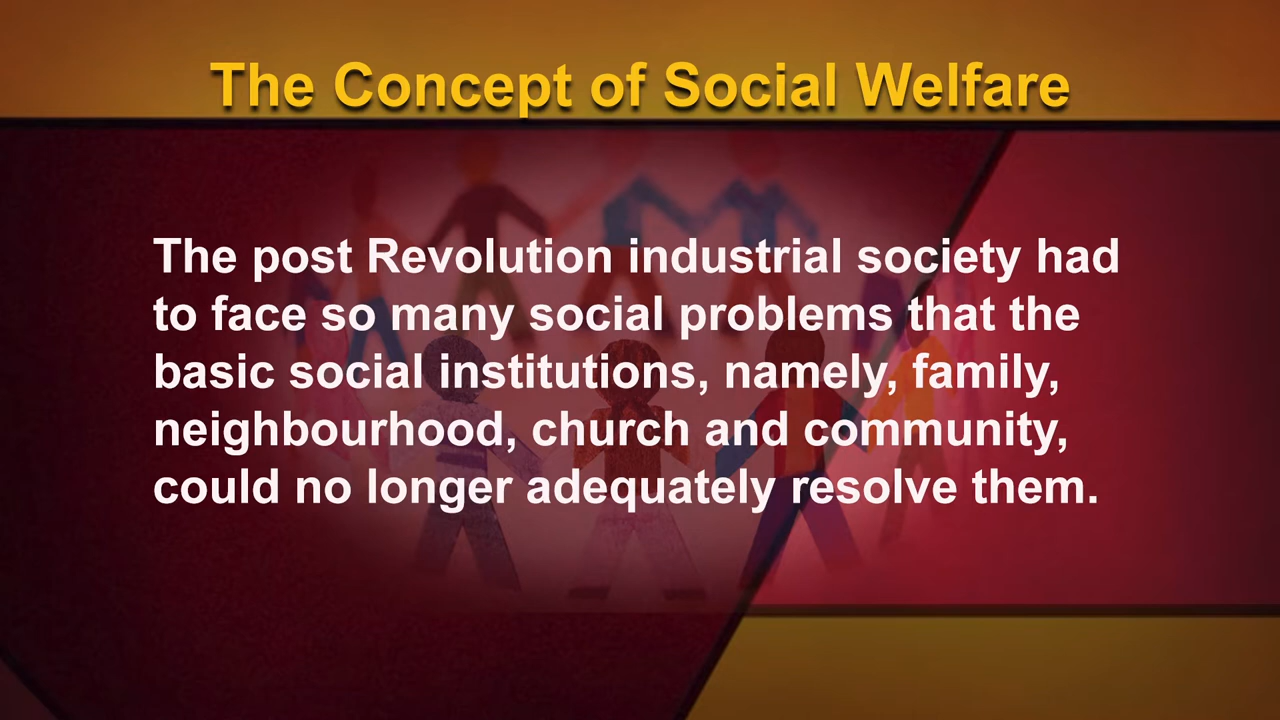 The Concept of Social Welfare
The post Revolution industrial society had
to face so many social problems that the
basic social institutions, namely, family,
neighbourhood, church and community,
could no longer adequately resolve them.